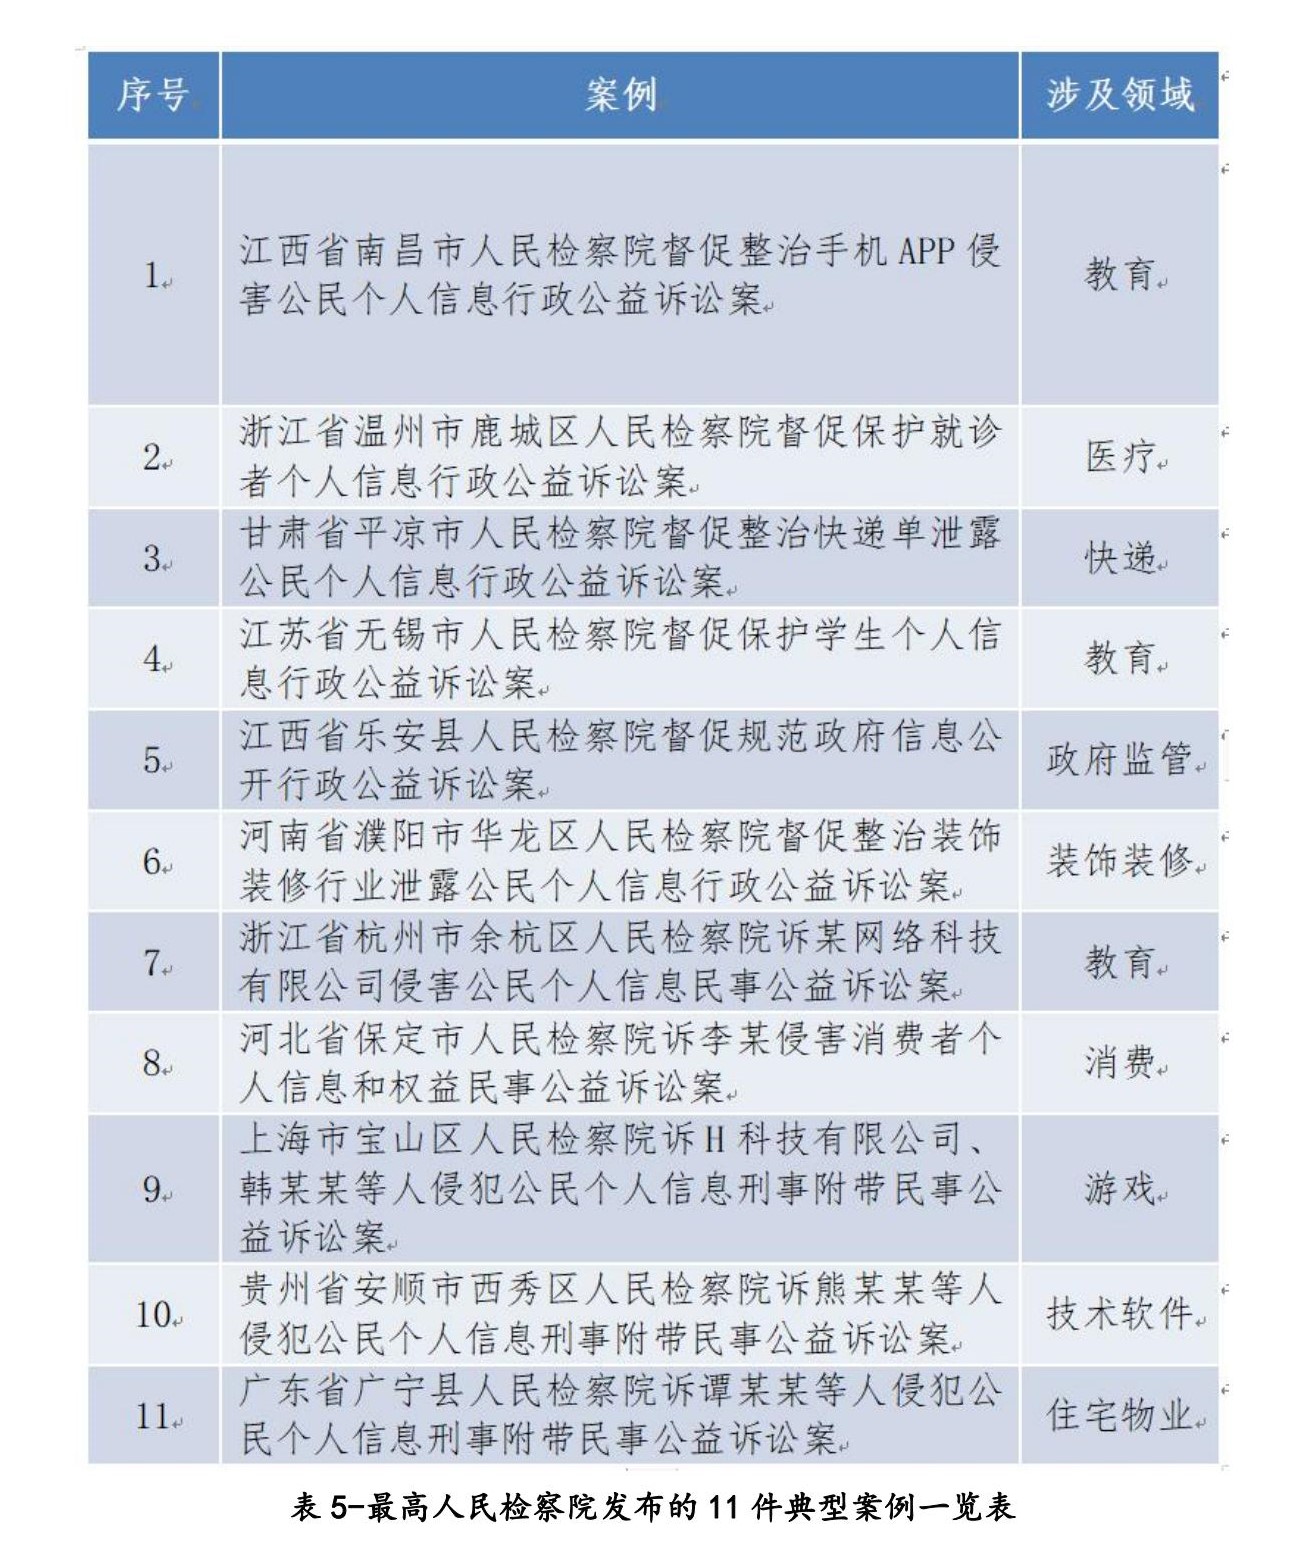 序号 案例 涉及领域
江西省南昌市人民检察院督促整治手机 APP 侵
1 害公民个人信息行政公益诉讼案 教育
浙江省温州市鹿城区人民检察院督促保护就诊
2 者个人信息行政公益诉讼案 医疗
甘肃省平凉市人民检察院督促整治快递单泄露
3 公民个人信息行政公益诉讼案 快递
江苏省无锡市人民检察院督促保护学生个人信
4 息行政公益诉讼案 教育
江西省乐安县人民检察院督促规范政府信息公
5 开行政公益诉讼案 政府监管
河南省濮阳市华龙区人民检察院督促整治装饰
6 装修行业泄露公民个人信息行政公益诉讼案 装饰装修
浙江省杭州市余杭区人民检察院诉某网络科技
7 有限公司侵害公民个人信息民事公益诉讼案 教育
河北省保定市人民检察院诉李某侵害消费者个
8 人信息和权益民事公益诉讼案 消费
上海市宝山区人民检察院诉 H 科技有限公司、
9 韩某某等人侵犯公民个人信息刑事附带民事公 游戏
益诉讼案
贵州省安顺市西秀区人民检察院诉熊某某等人
10 侵犯公民个人信息刑事附带民事公益诉讼案 技术软件
广东省广宁县人民检察院诉谭某某等人侵犯公
11 民个人信息刑事附带民事公益诉讼案 住宅物业
表 5-最高人民检察院发布的 11 件典型案例一览表